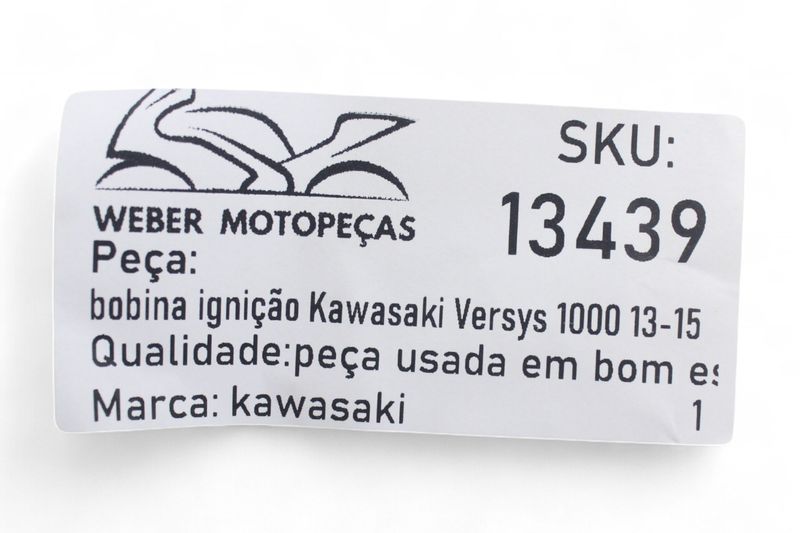 SKU:
13439
WEBER MOTOPEÇAS
Peça:
bobina ignição Kawasaki Versys 1000 13-15
Qualidade:peça usada em bom es
Marca: kawasaki
1